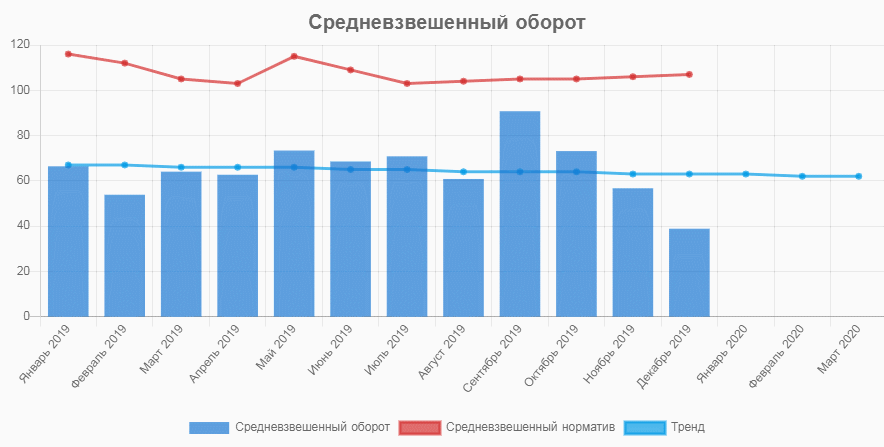 Средневзвешенный оборот
120
100
80
60
40
20
0
Январь 2019
Февраль 2019
Март 2019
Апрель 2019
Май 2019
Июнь 2019
Июль 2019
Август 2019
Сентябрь 2019
Октябрь 2019
Ноябрь 2019
Декабрь 2019
Январь 2020
Февраль 2020
Март 2020
Средневзвешенный оборот Средневзвешенный норматив Тренд